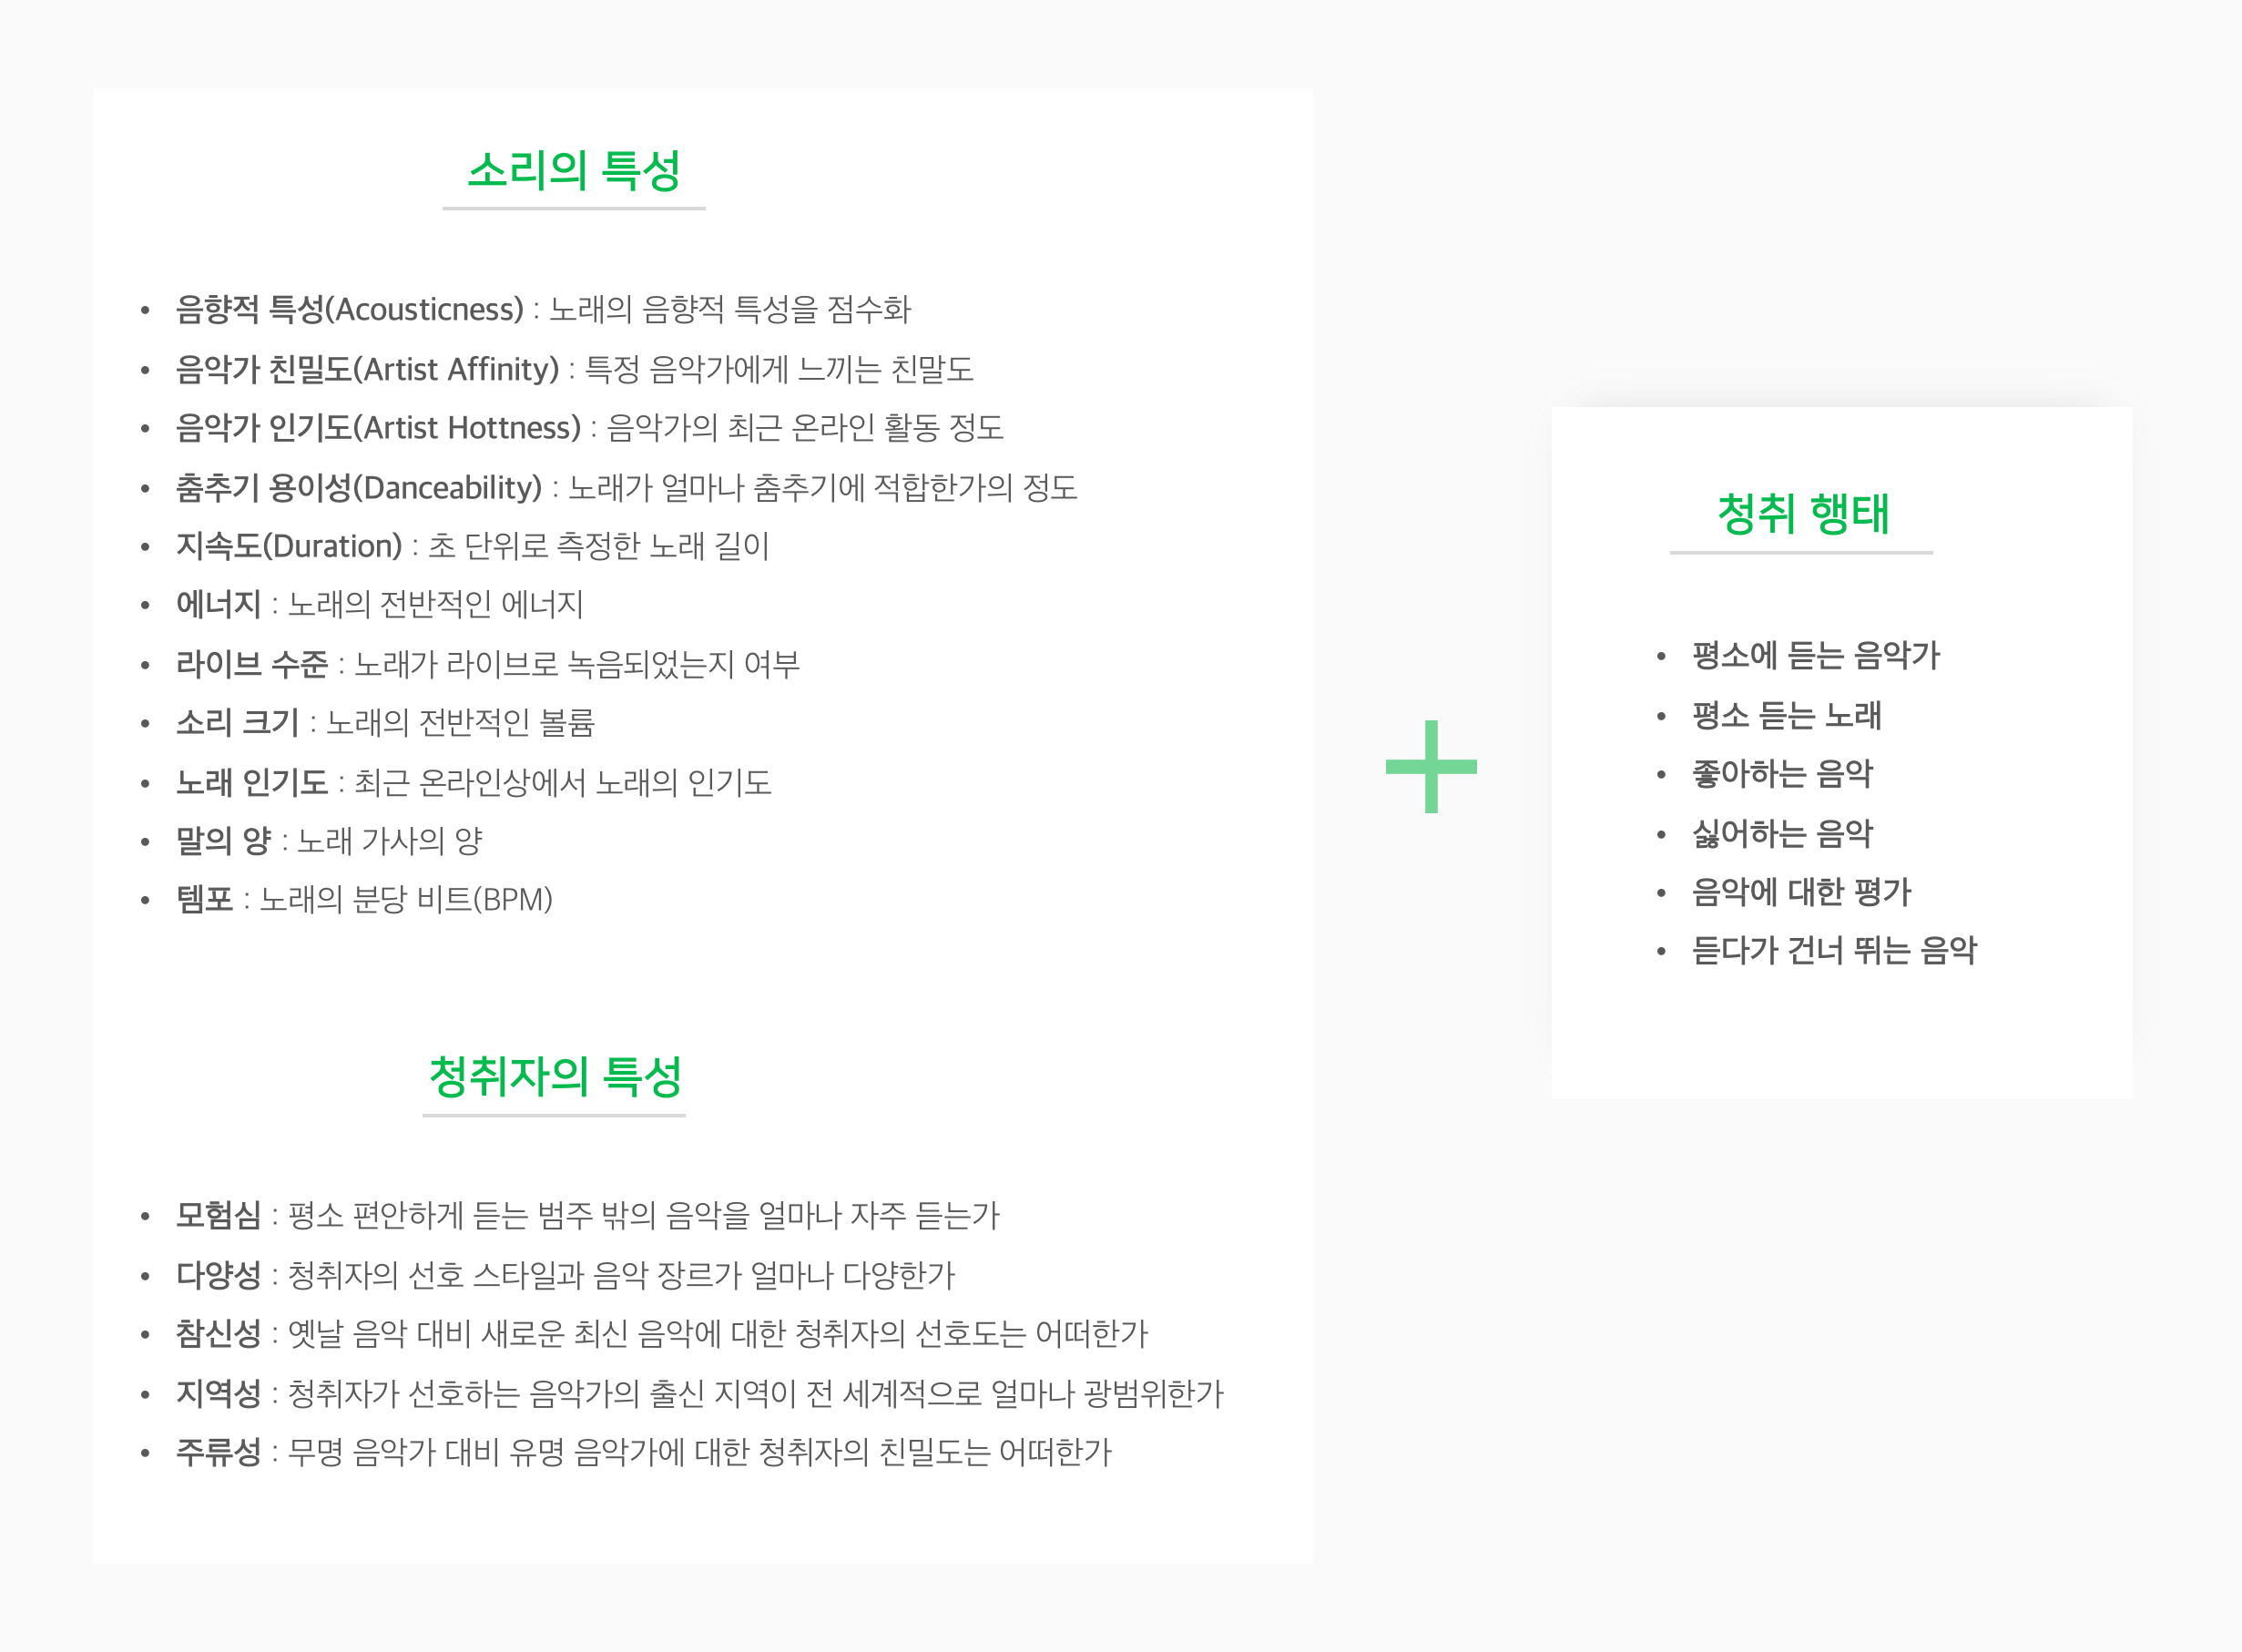 소리의 특성
• 음향적 특성(Acousticness) : 노래의 음향적 특성을 점수화
• 음악가 친밀도(Artist Affinity) : 특정 음악가에게 느끼는 친말도
• 음악가 인기도(Artist Hottness) : 음악가의 최근 온라인 활동 정도
• 춤추기 용이성(Danceability) : 노래가 얼마나 춤추기에 적합한가의 정도
• 지속도(Duration) : 초 단위로 측정한 노래 길이
• 에너지 : 노래의 전반적인 에너지
• 라이브 수준 : 노래가 라이브로 녹음되었는지 여부
• 소리 크기 : 노래의 전반적인 볼륨
• 노래 인기도 : 최근 온라인상에서 노래의 인기도
• 말의 양 : 노래 가사의 양
• 템포 : 노래의 분당 비트(BPM)
청취자의 특성
• 모험심 : 평소 편안하게 듣는 범주 밖의 음악을 얼마나 자주 듣는가
• 다양성 : 청취자의 선호 스타일과 음악 장르가 얼마나 다양한가
• 참신성 : 옛날 음악 대비 새로운 최신 음악에 대한 청취자의 선호도는 어떠한가
• 지역성 : 청취자가 선호하는 음악가의 출신 지역이 전 세계적으로 얼마나 광범위한가
• 주류성 : 무명 음악가 대비 유명 음악가에 대한 청취자의 친밀도는 어떠한가
+
청취 행태
• 평소에 듣는 음악가
• 평소 듣는 노래
• 좋아하는 음악
• 싫어하는 음악
• 음악에 대한 평가
• 듣다가 건너 뛰는 음악